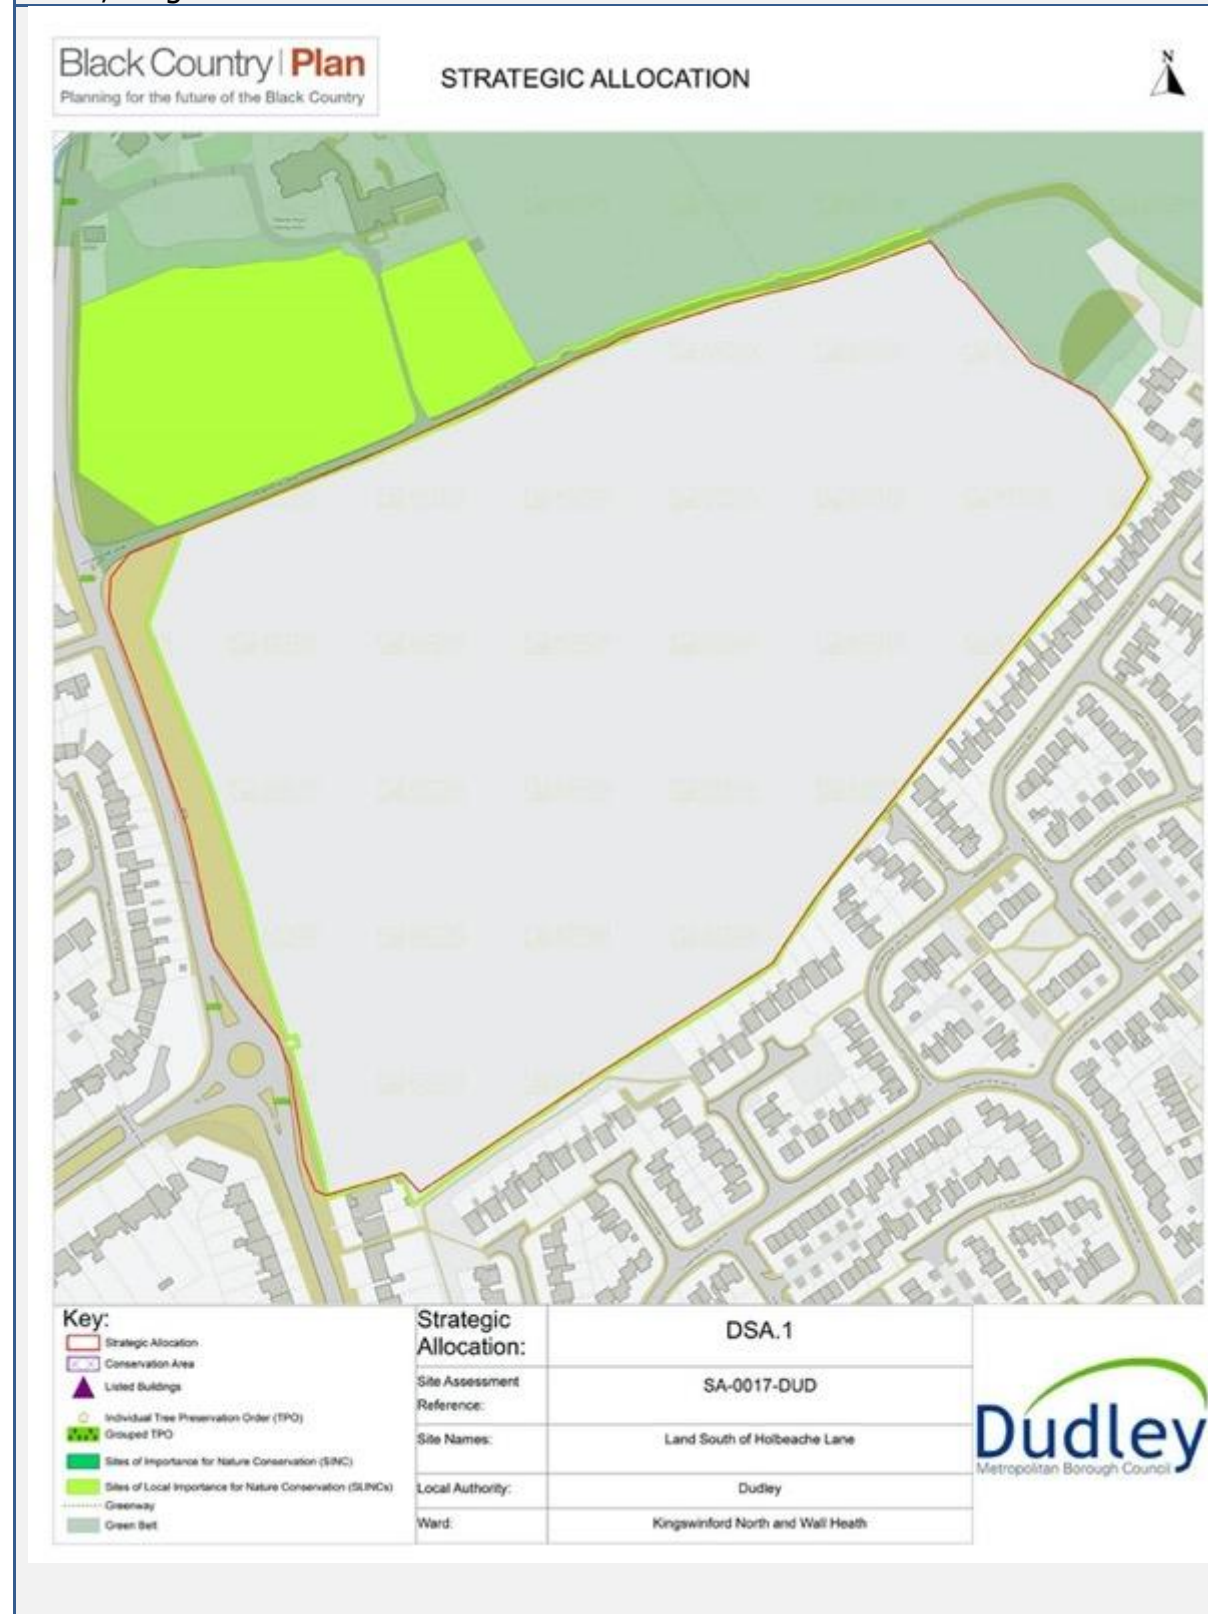 Black Country | Plan
Planning for the future of the Black Country
STRATEGIC ALLOCATION
N
Key:
Strategic Allocation
Conservation Area
Listed Buildings
Individual Tree Preservation Order (TPO)
Grouped TPO
Sites of Importance for Nature Conservation (SINC)
Sites of Local Importance for Nature Conservation (SLINCs)
Greenway
Green Belt
Strategic Allocation: DSA.1
Site Assessment Reference: SA-0017-DUD
Site Names: Land South of Holbeache Lane
Local Authority: Dudley
Ward: Kingswinford North and Wall Heath
Dudley
Metropolitan Borough Council